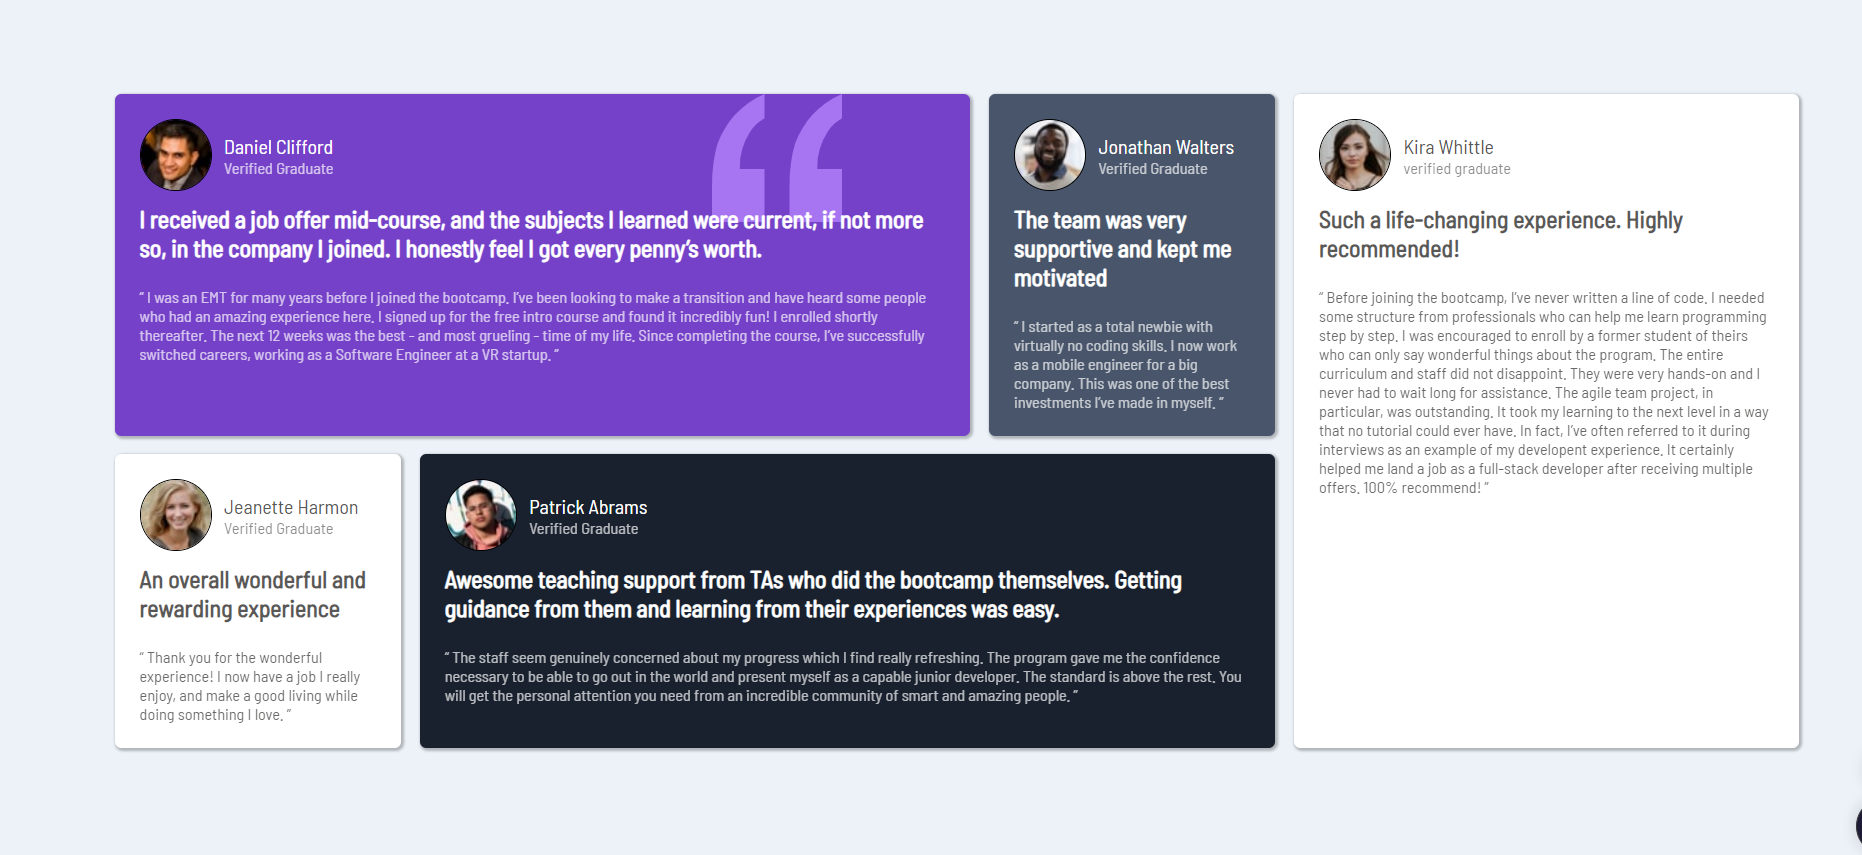 Daniel Clifford
Verified Graduate
I received a job offer mid-course, and the subjects I learned were current, if not more
so, in the company I joined. I honestly feel I got every penny’s worth.
“ I was an EMT for many years before I joined the bootcamp. I’ve been looking to make a transition and have heard some people
who had an amazing experience here. I signed up for the free intro course and found it incredibly fun! I enrolled shortly
thereafter. The next 12 weeks was the best - and most grueling - time of my life. Since completing the course, I’ve successfully
switched careers, working as a Software Engineer at a VR startup. ”
Jonathan Walters
Verified Graduate
The team was very
supportive and kept me
motivated
“ I started as a total newbie with
virtually no coding skills. I now work
as a mobile engineer for a big
company. This was one of the best
investments I’ve made in myself. ”
Kira Whittle
verified graduate
Such a life-changing experience. Highly
recommended!
“ Before joining the bootcamp, I’ve never written a line of code. I needed
some structure from professionals who can help me learn programming
step by step. I was encouraged to enroll by a former student of theirs
who can only say wonderful things about the program. The entire
curriculum and staff did not disappoint. They were very hands-on and I
never had to wait long for assistance. The agile team project, in
particular, was outstanding. It took my learning to the next level in a way
that no tutorial could ever have. In fact, I’ve often referred to it during
interviews as an example of my developent experience. It certainly
helped me land a job as a full-stack developer after receiving multiple
offers. 100% recommend! ”
Jeanette Harmon
Verified Graduate
An overall wonderful and
rewarding experience
“ Thank you for the wonderful
experience! I now have a job I really
enjoy, and make a good living while
doing something I love. ”
Patrick Abrams
Verified Graduate
Awesome teaching support from TAs who did the bootcamp themselves. Getting
guidance from them and learning from their experiences was easy.
“ The staff seem genuinely concerned about my progress which I find really refreshing. The program gave me the confidence
necessary to be able to go out in the world and present myself as a capable junior developer. The standard is above the rest. You
will get the personal attention you need from an incredible community of smart and amazing people. ”